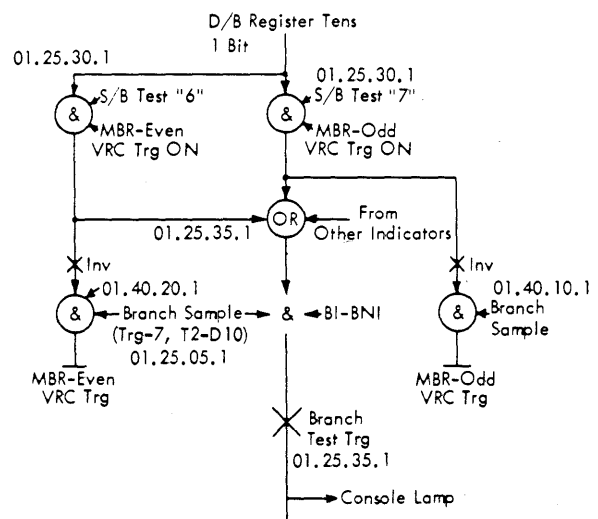 D/B Register Tens
1 Bit
01.25.30.1
01.25.30.1
S/B Test "6"
S/B Test "7"
&
&
MBR-Even
VRC Trg ON
MBR-Odd
VRC Trg ON
OR
From
Other Indicators
01.25.35.1
Inv
Inv
01.40.20.1
01.40.10.1
&
Branch Sample
(Trg-7, T2-D10)
01.25.05.1
&
BI-BNI
&
Branch
Sample
MBR-Even
VRC Trg
MBR-Odd
VRC Trg
Branch
Test Trg
01.25.35.1
Console Lamp